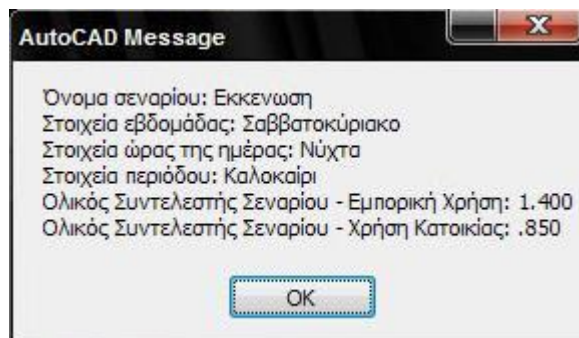 AutoCAD Message
Όνομα σεναρίου: Εκκενωση
Στοιχεία εβδομάδας: Σαββατοκύριακο
Στοιχεία ώρας της ημέρας: Νύχτα
Στοιχεία περιόδου: Καλοκαίρι
Ολικός Συντελεστής Σεναρίου - Εμπορική Χρήση: 1.400
Ολικός Συντελεστής Σεναρίου - Χρήση Κατοικίας: .850
OK